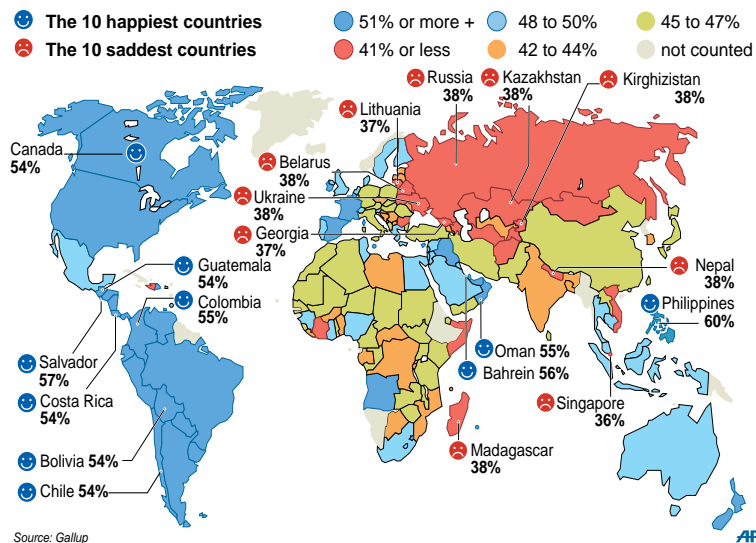 The 10 happiest countries
The 10 saddest countries
51% or more +
48 to 50%
45 to 47%
41% or less
42 to 44%
not counted
Russia
38%
Kazakhstan
38%
Kirghizistan
38%
Lithuania
37%
Canada
54%
Belarus
38%
Ukraine
38%
Georgia
37%
Guatemala
54%
Colombia
55%
Nepal
38%
Philippines
60%
Salvador
57%
Costa Rica
54%
Oman 55%
Bahrein 56%
Singapore
36%
Bolivia 54%
Chile 54%
Madagascar
38%
Source: Gallup